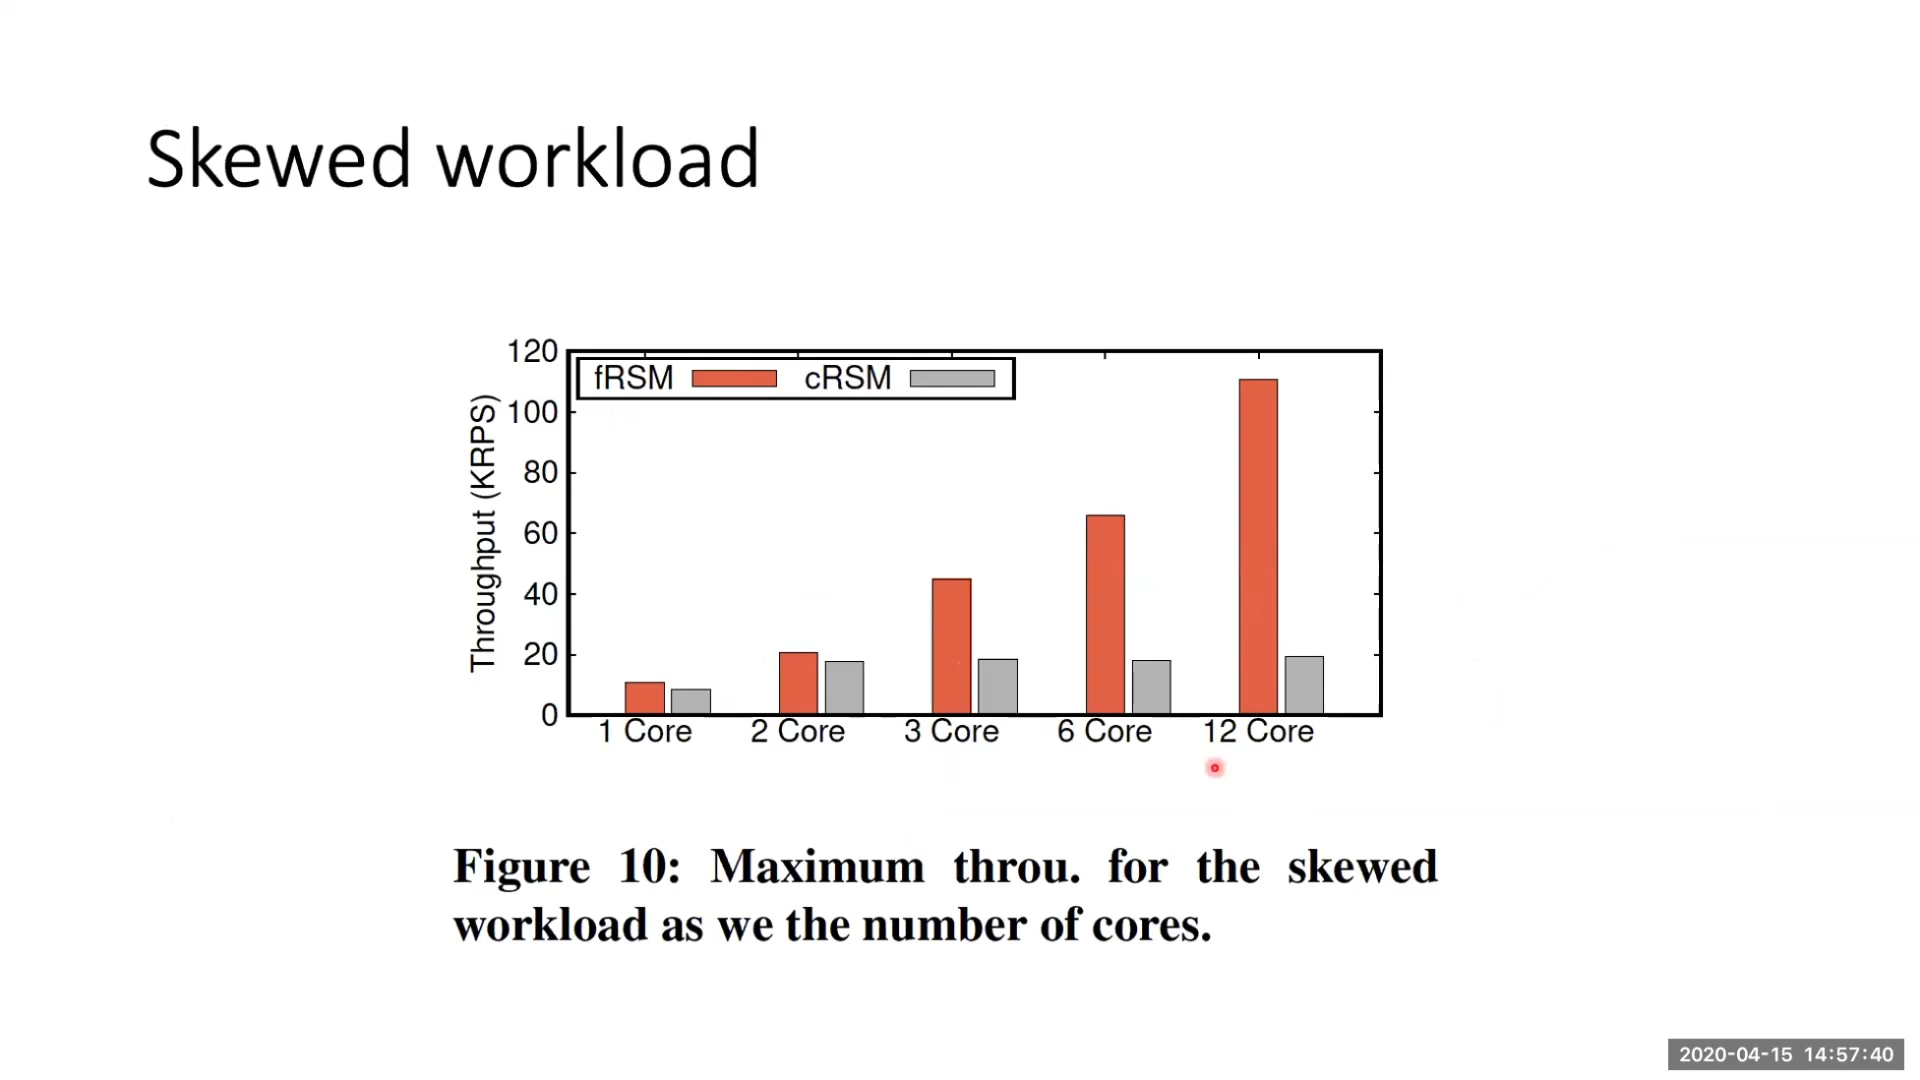 Skewed workload
120
fRSM cRSM
100
80
60
40
20
0
Throughput (KRPS)
1 Core 2 Core 3 Core 6 Core 12 Core
Figure 10: Maximum throu. for the skewed
workload as we the number of cores.
2020-04-15 14:57:40